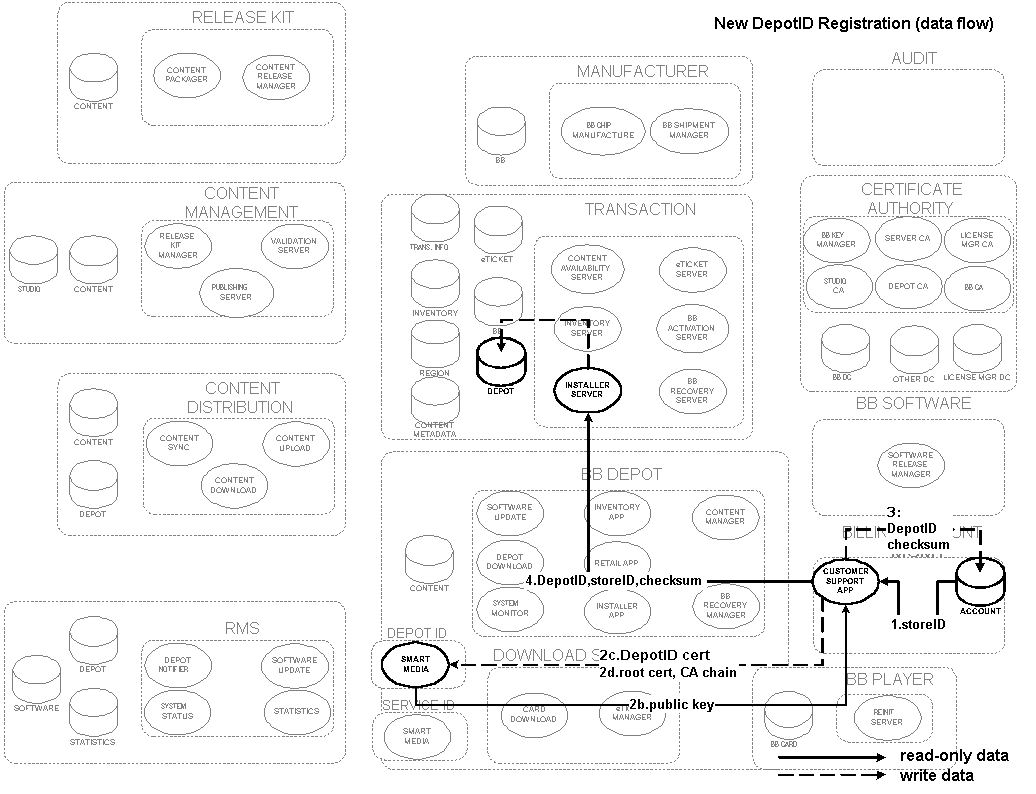 New DepotID Registration (data flow)
RELEASE KIT
CONTENT
CONTENT
PACKAGER
CONTENT
RELEASE
MANAGER
MANUFACTURER
BB
BB CHIP
MANUFACTURE
BB SHIPMENT
MANAGER
AUDIT
CONTENT
MANAGEMENT
STUDIO
CONTENT
RELEASE
KIT
MANAGER
VALIDATION
SERVER
PUBLISHING
SERVER
TRANSACTION
TRANS. INFO
eTICKET
INVENTORY
BB
REGION
DEPOT
CONTENT
METADATA
CONTENT
AVAILABILITY
SERVER
eTICKET
SERVER
INVENTORY
SERVER
BB
ACTIVATION
SERVER
INSTALLER
SERVER
BB
RECOVERY
SERVER
CERTIFICATE
AUTHORITY
BB KEY
MANAGER
SERVER CA
LICENSE
MGR CA
STUDIO
CA
DEPOT CA
BB CA
BB DC
OTHER DC
LICENSE MGR DC
CONTENT
DISTRIBUTION
CONTENT
DEPOT
CONTENT
SYNC
CONTENT
UPLOAD
CONTENT
DOWNLOAD
BB SOFTWARE
SOFTWARE
RELEASE
MANAGER
BB DEPOT
CONTENT
SOFTWARE
UPDATE
INVENTORY
APP
CONTENT
MANAGER
DEPOT
DOWNLOAD
RETAIL APP
4.DepotID,storeID,checksum
SYSTEM
MONITOR
INSTALLER
APP
BB
RECOVERY
MANAGER
3:
DepotID
checksum
CUSTOMER
SUPPORT
APP
ACCOUNT
1.storeID
RMS
SOFTWARE
DEPOT
STATISTICS
DEPOT
NOTIFIER
SOFTWARE
UPDATE
SYSTEM
STATUS
STATISTICS
DEPOT ID
SMART
MEDIA
DOWNLOAD
2c.DepotID cert
2d.root cert, CA chain
SERVICE ID
SMART
MEDIA
2b.public key
CARD
DOWNLOAD
MANAGER
BB PLAYER
BB CARD
REINIT
SERVER
read-only data
write data